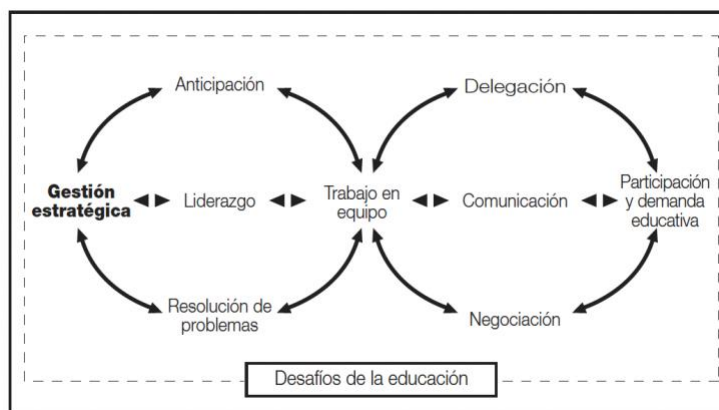 Anticipación
Delegación
Gestión
estratégica
Liderazgo
Trabajo en
equipo
Comunicación
Participación
y demanda
educativa
Resolución de
problemas
Negociación
Desafíos de la educación